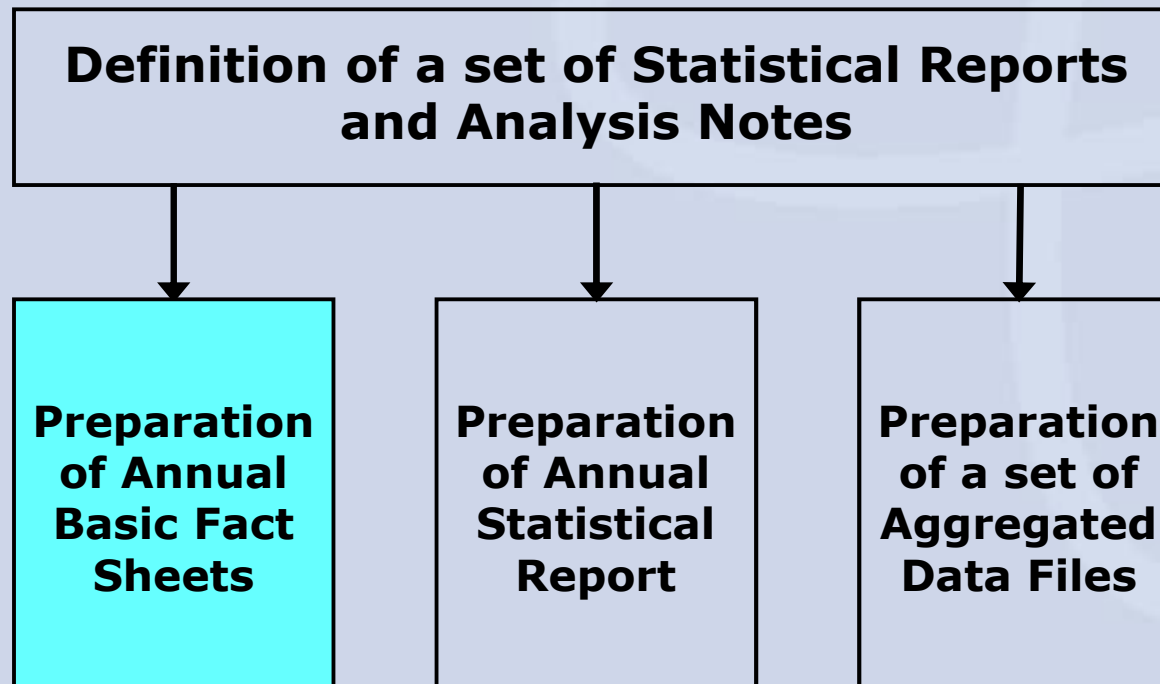 Definition of a set of Statistical Reports
and Analysis Notes
Preparation
of Annual
Basic Fact
Sheets
Preparation
of Annual
Statistical
Report
Preparation
of a set of
Aggregated
Data Files